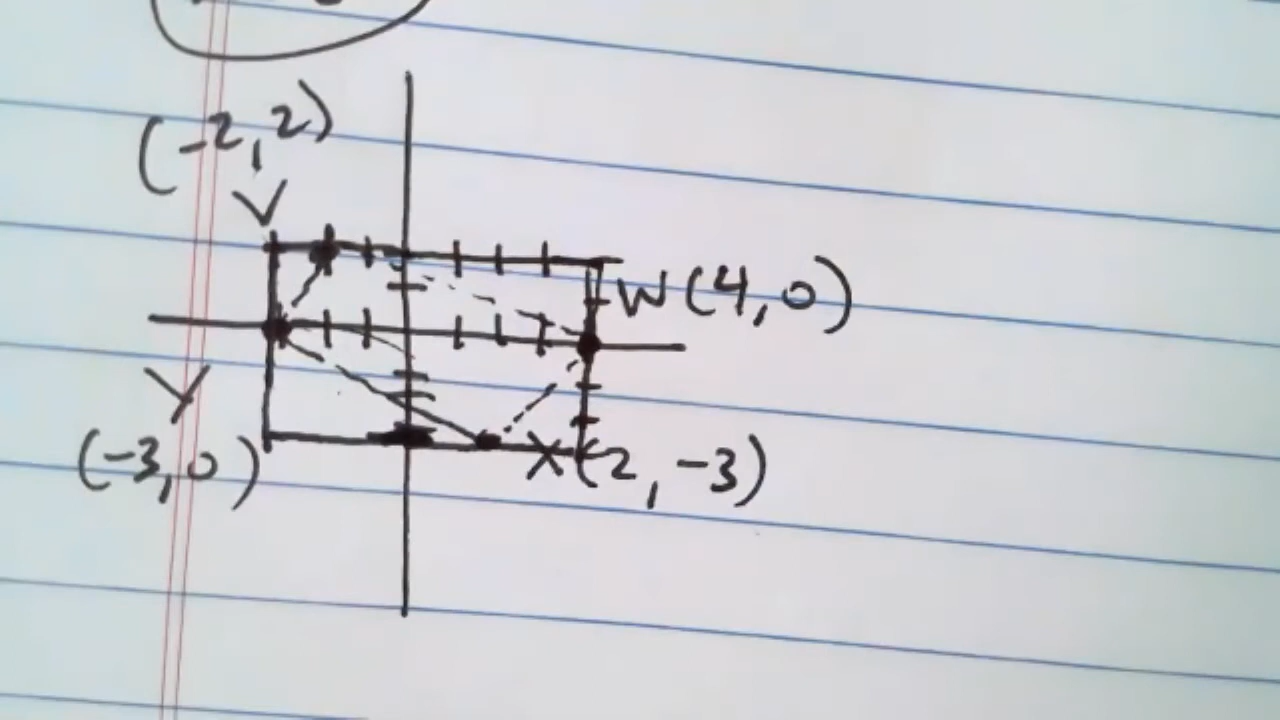 (-2,2)
V
W(4,0)
Y
(-3,0)
X(2,-3)